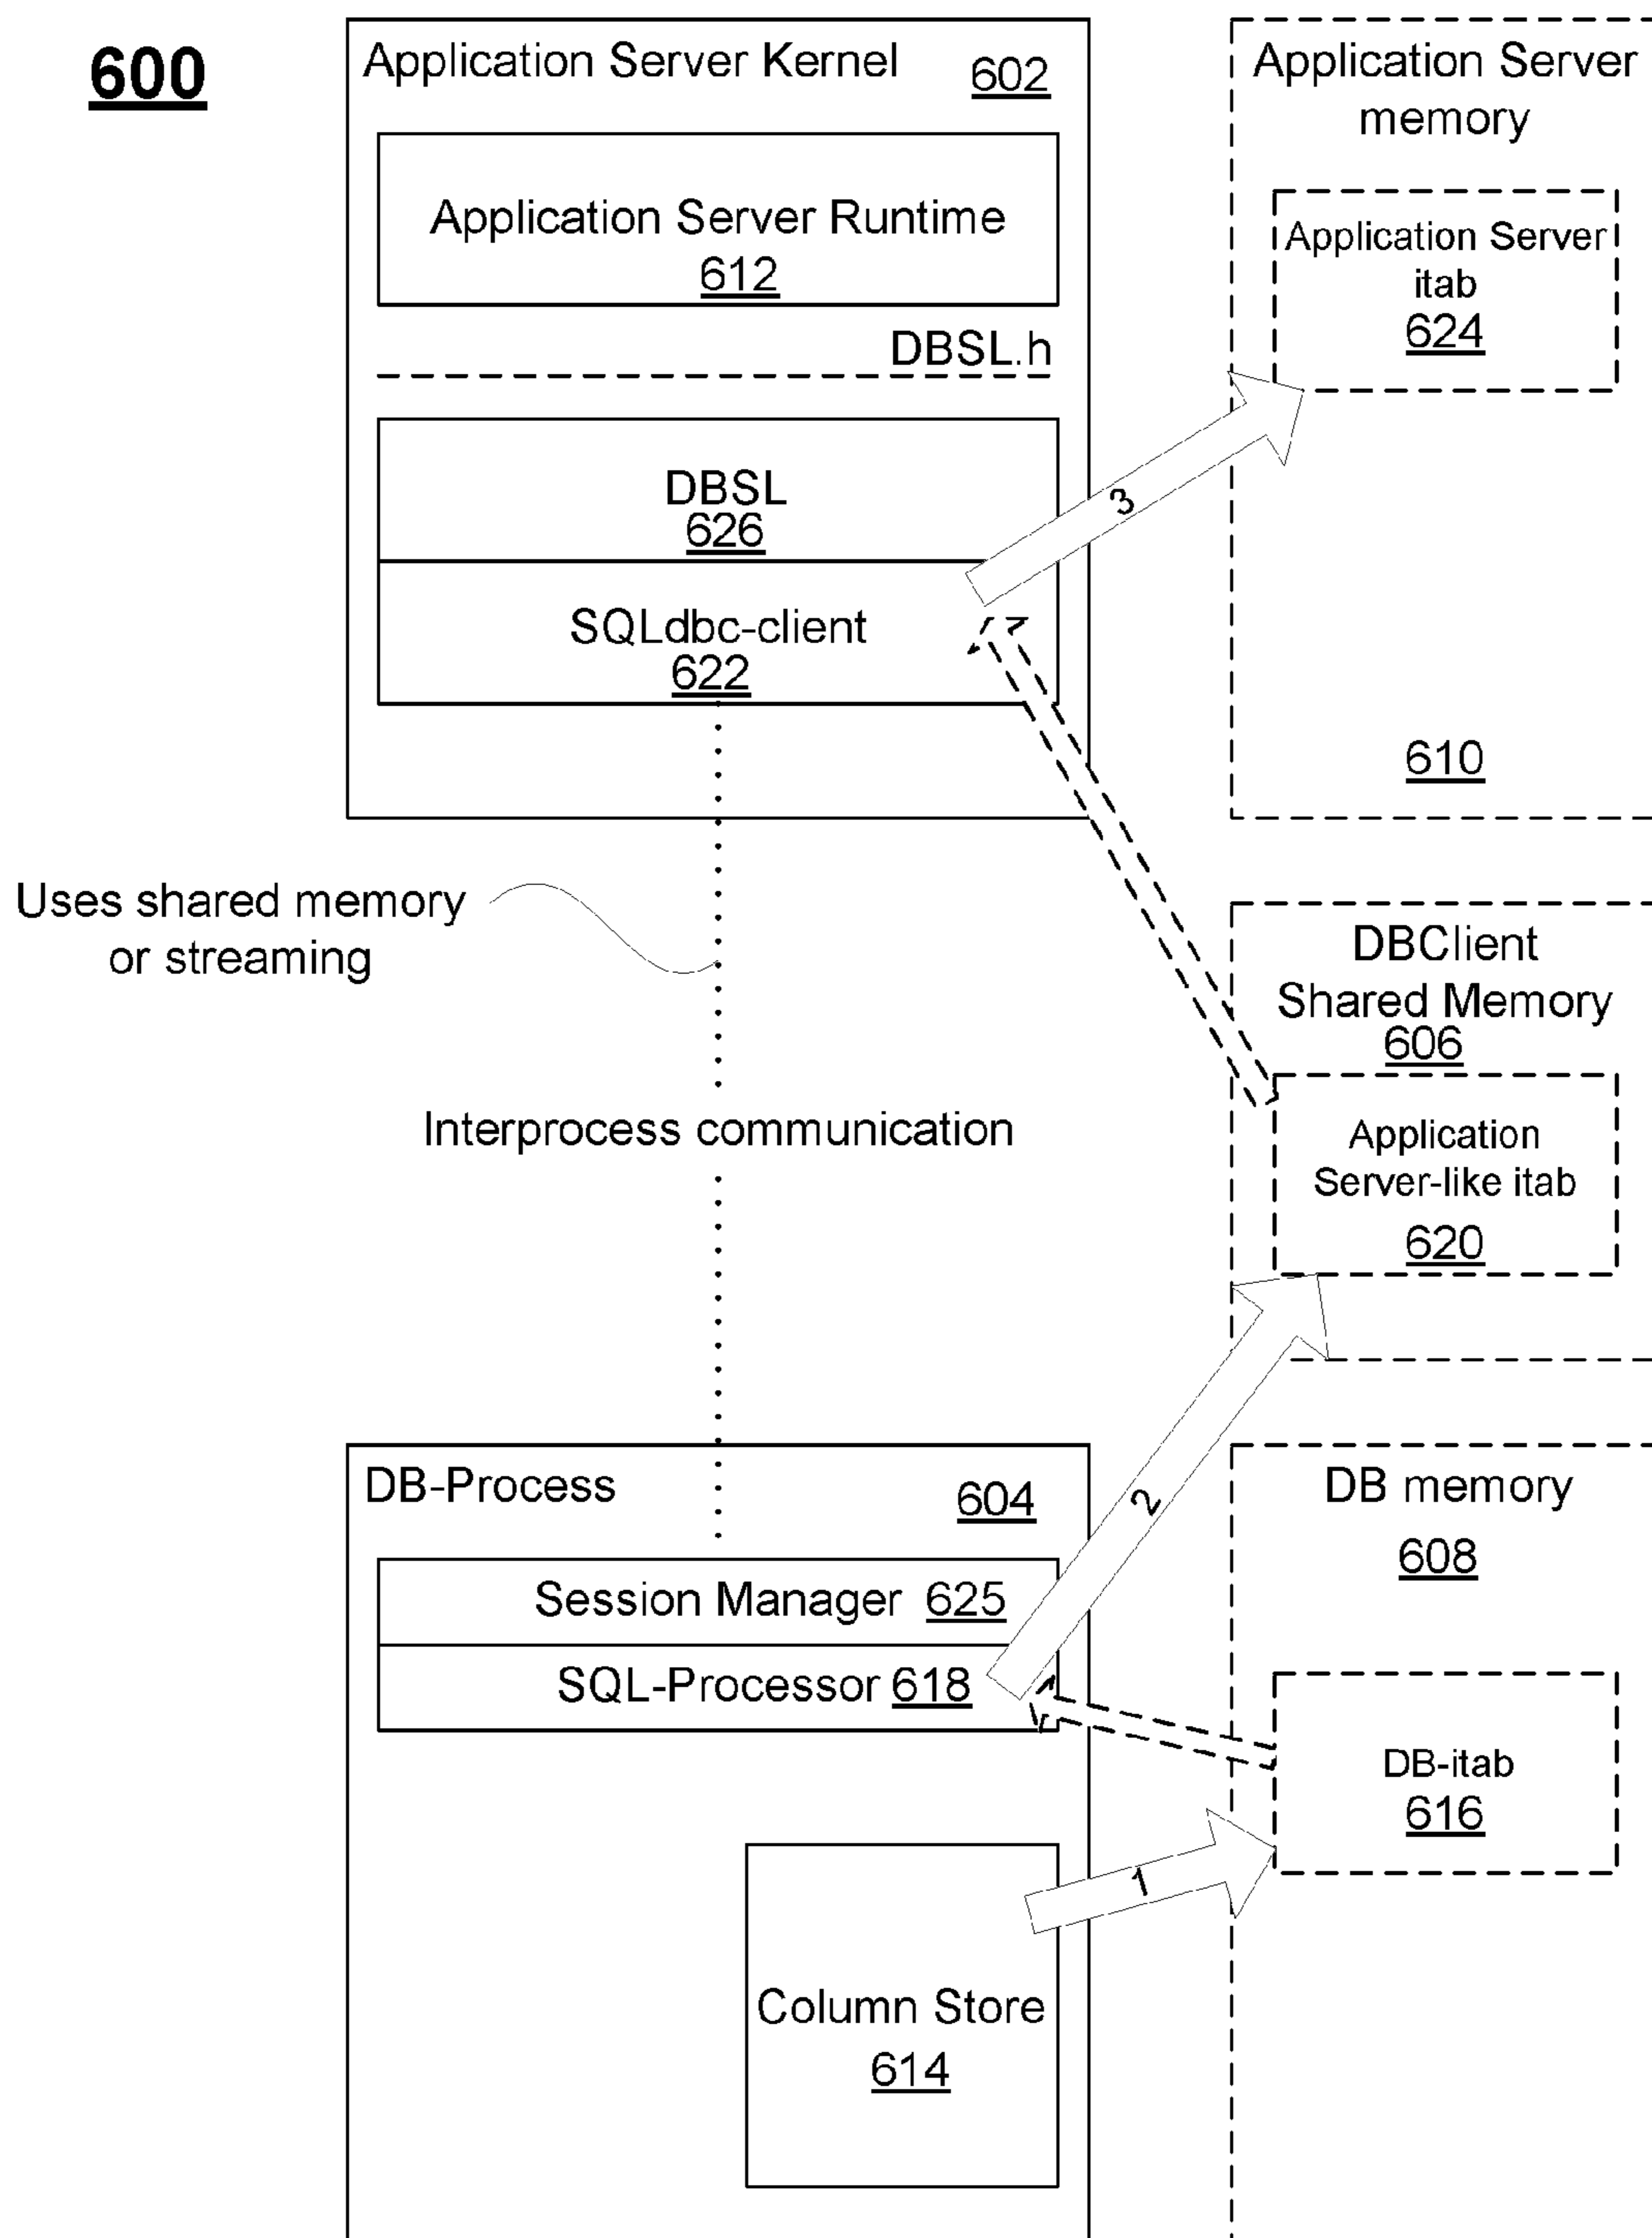 600
Application Server Kernel 602
Application Server Runtime
612
DBSL.h
DBSL
626
SQLdbc-client
622
Application Server
memory
Application Server
itab
624
3
610
Uses shared memory
or streaming
Interprocess communication
DBClient
Shared Memory
606
Application
Server-like itab
620
2
DB-Process 604
Session Manager 625
SQL-Processor 618
Column Store
614
DB memory
608
DB-itab
616
1